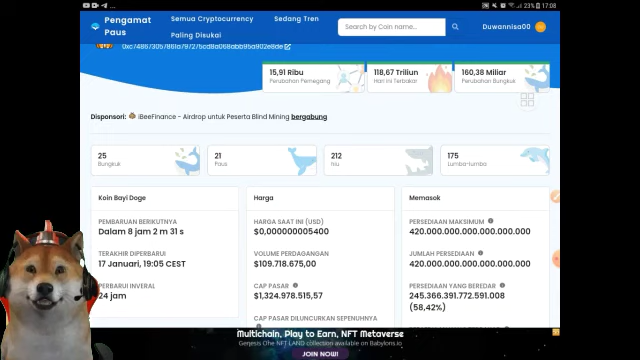 23% 17:08
Pengamat Paus
Semua Cryptocurrency
Sedang Tren
Paling Disukai
Search by Coin name...
Duwannisa00
0xc748673057861a797275cd8a068abb95a902e8de
15,91 Ribu
Perubahan Pemegang
118,67 Triliun
Hari ini Terbakar
160,38 Miliar
Perubahan Bungkuk
Disponsori: iBeeFinance - Airdrop untuk Peserta Blind Mining bergabung
25
Bungkuk
21
Paus
212
hiu
175
Lumba-lumba
Koin Bayi Doge
PEMBARUAN BERIKUTNYA
Dalam 8 jam 2 m 31 s
TERAKHIR DIPERBARUI
17 Januari, 19:05 CEST
PERBARUI INVERAL
24 jam
Harga
HARGA SAAT INI (USD)
$0,000000005400
VOLUME PERDAGANGAN
$109.718.675,00
CAP PASAR
$1,324,978.515,57
CAP PASAR DILUNCURKAN SEPENUHNYA
Memasok
PERSEDIAAN MAKSIMUM
420.000.000.000.000.000
JUMLAH PERSEDIAAN
420.000.000.000.000.000
PERSEDIAAN YANG BEREDAR
245.366.391.772.591.008
(58,42%)
Multichain, Play to Earn, NFT Metaverse
Genjesis One NFT LAND collection available on Babylons.io
JOIN NOW!